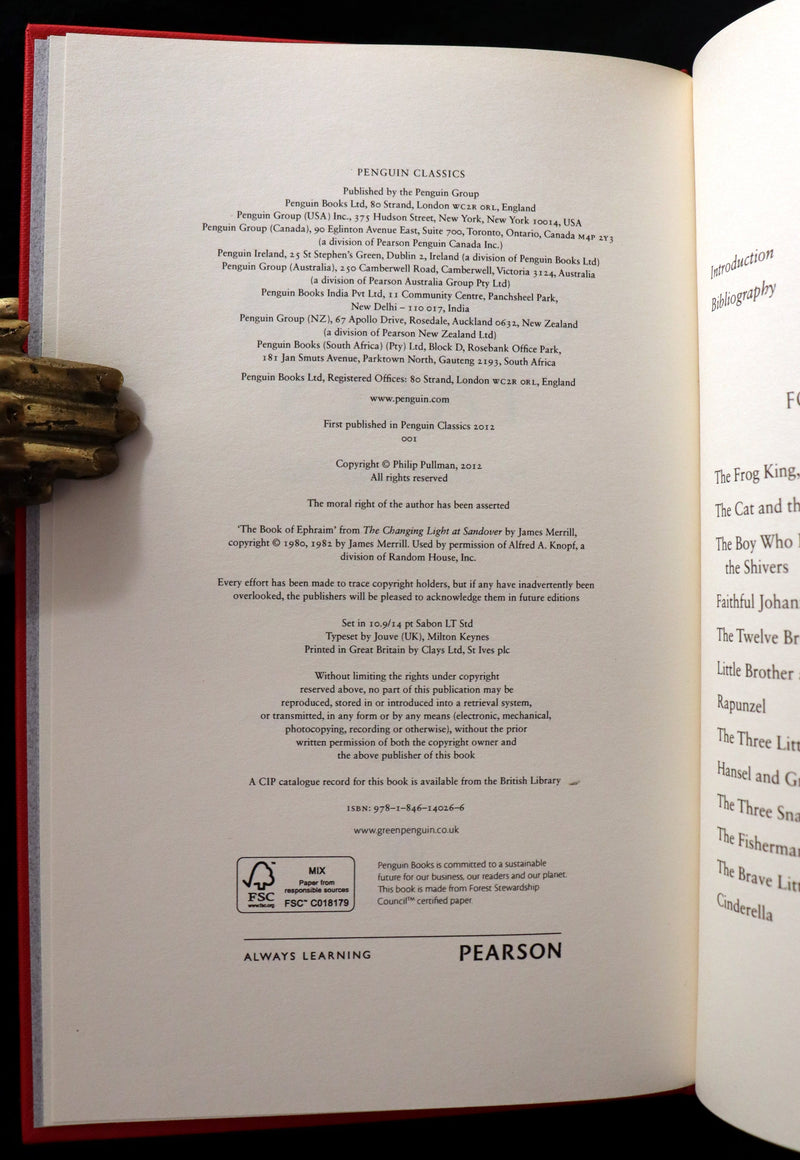 PENGUIN CLASSICS
Published by the Penguin Group
Penguin Books Ltd, 80 Strand, London WC2R 0RL, England
Penguin Group (USA) Inc., 375 Hudson Street, New York, New York 10014, USA
Penguin Group (Canada), 90 Eglinton Avenue East, Suite 700, Toronto, Ontario, Canada M4P 2Y3
(a division of Pearson Penguin Canada Inc.)
Penguin Ireland, 25 St Stephen's Green, Dublin 2, Ireland (a division of Penguin Books Ltd)
Penguin Group (Australia), 250 Camberwell Road, Camberwell, Victoria 3124, Australia
(a division of Pearson Australia Group Pty Ltd)
Penguin Books India Pvt Ltd, 11 Community Centre, Panchsheel Park,
New Delhi – 110 017, India
Penguin Group (NZ), 67 Apollo Drive, Rosedale, Auckland 0632, New Zealand
(a division of Pearson New Zealand Ltd)
Penguin Books (South Africa) (Pty) Ltd, Block D, Rosebank Office Park,
181 Jan Smuts Avenue, Parktown North, Gauteng 2193, South Africa
Penguin Books Ltd, Registered Offices: 80 Strand, London WC2R 0RL, England
www.penguin.com
First published in Penguin Classics 2012
001
Copyright © Philip Pullman, 2012
All rights reserved
The moral right of the author has been asserted
'The Book of Ephraim' from The Changing Light at Sandover by James Merrill,
copyright © 1980, 1982 by James Merrill. Used by permission of Alfred A. Knopf, a
division of Random House, Inc.
Every effort has been made to trace copyright holders, but if any have inadvertently been
overlooked, the publishers will be pleased to acknowledge them in future editions
Set in 10.9/14 pt Sabon LT Std
Typeset by Jouve (UK), Milton Keynes
Printed in Great Britain by Clays Ltd, St Ives plc
Without limiting the rights under copyright
reserved above, no part of this publication may be
reproduced, stored in or introduced into a retrieval system,
or transmitted, in any form or by any means (electronic, mechanical,
photocopying, recording or otherwise), without the prior
written permission of both the copyright owner and
the above publisher of this book
A CIP catalogue record for this book is available from the British Library
ISBN: 978–1–846–14026–6
www.greenpenguin.co.uk
FSC
www.fsc.org
MIX
Paper from
responsible sources
FSC™ C018179
Penguin Books is committed to a sustainable
future for our business, our readers and our planet.
This book is made from Forest Stewardship
Council™ certified paper.
ALWAYS LEARNING
PEARSON
Introduction
Bibliography
The Frog King,
The Cat and th
The Boy Who
the Shivers
Faithful Johan
The Twelve Br
Little Brother
Rapunzel
The Three Litt
Hansel and G
The Three Sna
The Fisherma
The Brave Litt
Cinderella